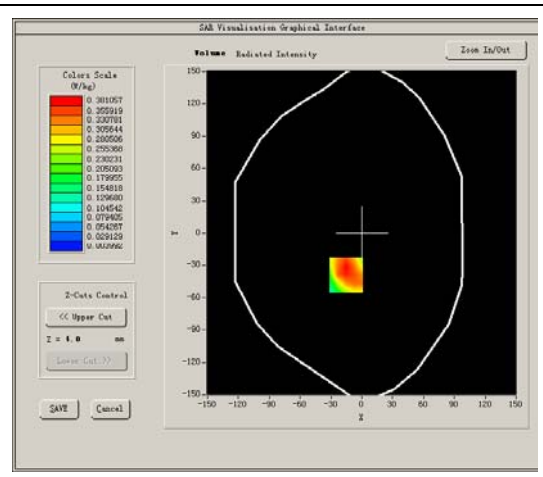 SAR Visualisation Graphical Interface
Volume Radiated Intensity
Zoom In/Out
Colors Scale
(W/kg)
0.381057
0.355919
0.330781
0.305644
0.280506
0.255368
0.230231
0.205093
0.179955
0.154818
0.129680
0.104542
0.079405
0.054267
0.029129
0.003992
Z-Cuts Control
<< Upper Cut
Z = 4.0 mm
Lower Cut >>
SAVE Cancel
150-
120-
90-
60-
30-
Y 0-
-30-
-60-
-90-
-120-
-150-
-150 -120 -90 -60 -30 0 30 60 90 120 150
X